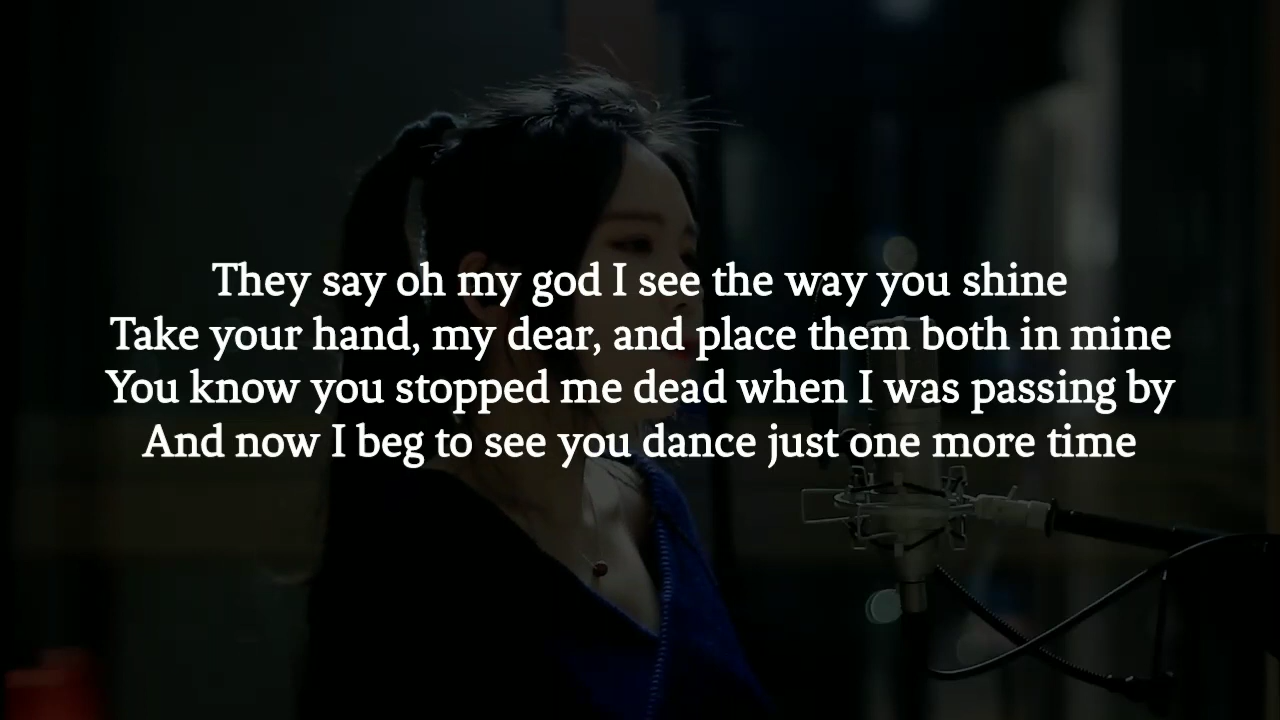 They say oh my god I see the way you shine
Take your hand, my dear, and place them both in mine
You know you stopped me dead when I was passing by
And now I beg to see you dance just one more time